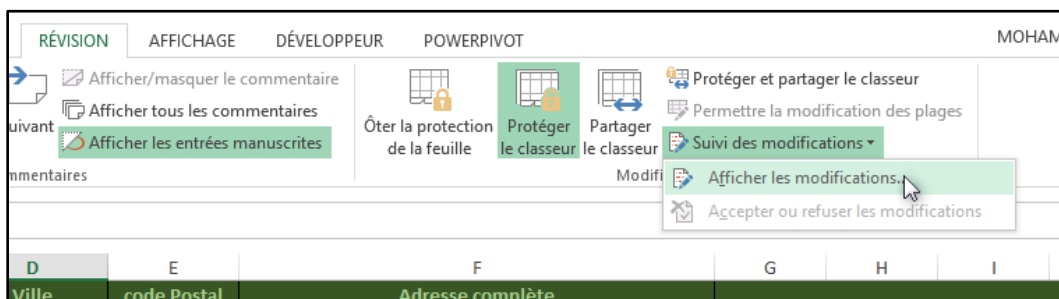 RÉVISION AFFICHAGE DÉVELOPPEUR POWERPIVOT MOHAM
Afficher/masquer le commentaire
uivant
Afficher tous les commentaires
Afficher les entrées manuscrites
mmentaires
Ôter la protection
de la feuille
Protéger
le classeur
Partager
le classeur
Protéger et partager le classeur
Permettre la modification des plages
Suivi des modifications
Modifi
Afficher les modifications...
Accepter ou refuser les modifications
D E F G H I
Ville code Postal Adresse complète